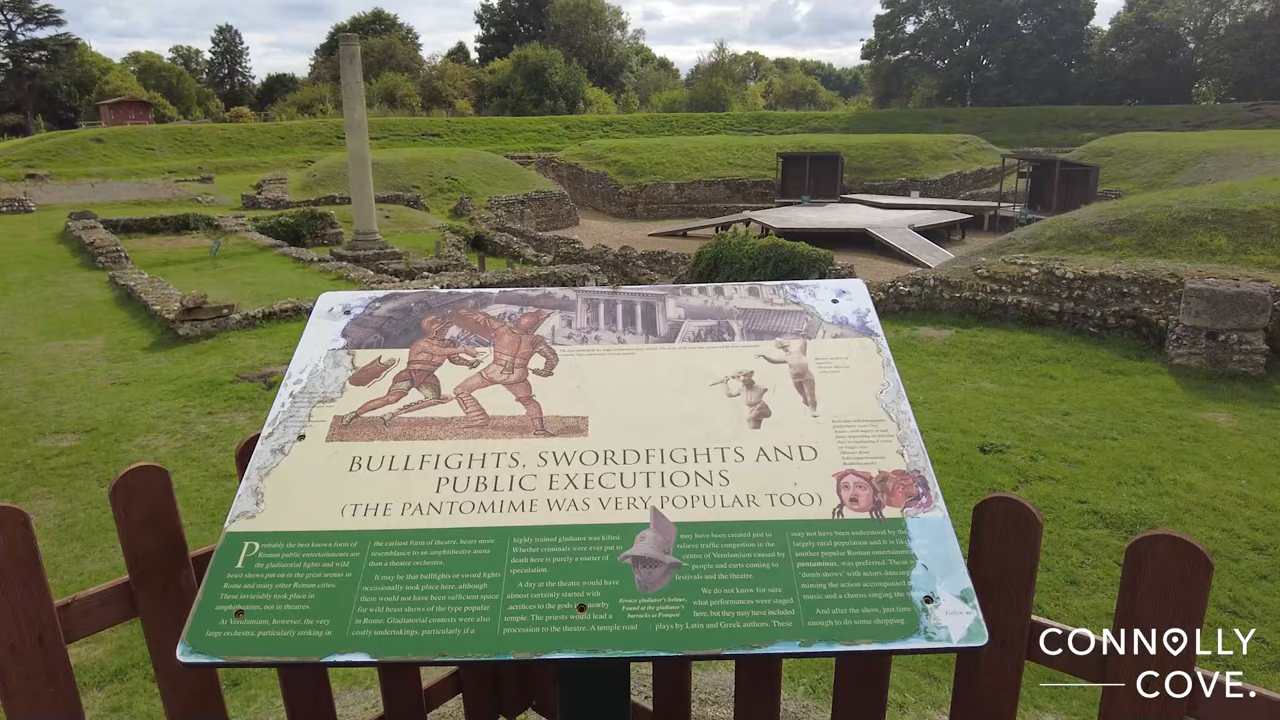 BULLFIGHTS, SWORDFIGHTS AND
PUBLIC EXECUTIONS
(THE PANTOMIME WAS VERY POPULAR TOO)
Probably the best known form of
Roman public entertainments are
the gladiatorial fights and wild
beast shows put on in the great arenas in
Rome and many other Roman cities.
These invariably took place in
amphitheatres, not in theatres.
At Verulamium, however, the very
large orchestra, particularly striking in
the earliest form of theatre, bears more
resemblance to an amphitheatre arena
than a theatre orchestra.
It may be that bullfights or sword fights
occasionally took place here, although
there would not have been sufficient space
for wild beast shows of the type popular
in Rome. Gladiatorial contests were also
costly undertakings, particularly if a
highly trained gladiator was killed.
Whether criminals were ever put to
death here is purely a matter of
speculation.
A day at the theatre would have
almost certainly started with
sacrifices to the gods nearby
temple. The priests would lead a
procession to the theatre. A temple road
Bronze gladiator's helmet.
Found at the gladiator's
barracks at Pompeii
may have been created just to
relieve traffic congestion in the
centre of Verulamium caused by
people and carts coming to
festivals and the theatre.
We do not know for sure
what performances were staged
here, but they may have included
plays by Latin and Greek authors. These
may not have been understood by the
largely rural population and it is
another popular Roman entertainment
pantomimus, was preferred. These
'dumb shows' with actors dancing
miming the action accompanied
music and a chorus singing the
And after the show, just time
enough to do some shopping.
Follow
CONNOLLY
COVE.